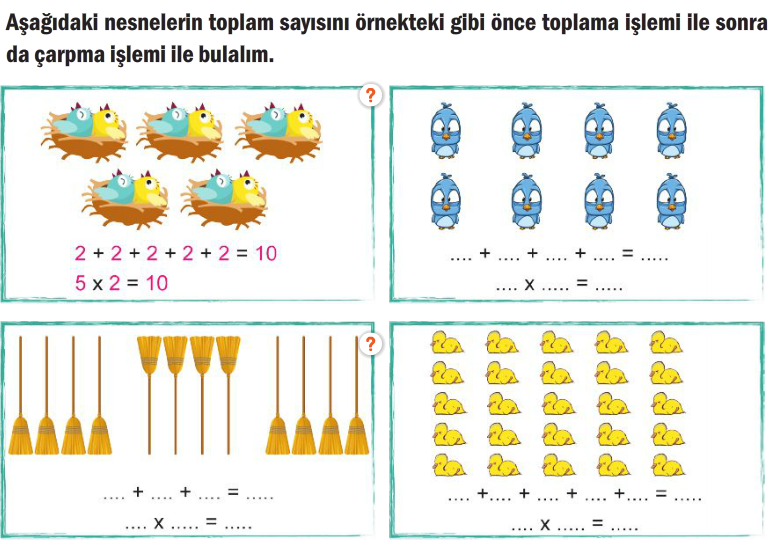 Aşağıdaki nesnelerin toplam sayısını örnekteki gibi önce toplama işlemi ile sonra
da çarpma işlemi ile bulalım.
?
2 + 2 + 2 + 2 + 2 = 10
5 x 2 = 10
.... + .... + .... + .... = .....
.... x ..... = .....
?
.... + .... + .... = .....
.... x ..... = .....
.... +.... + .... + .... +.... = .....
.... x ..... = .....